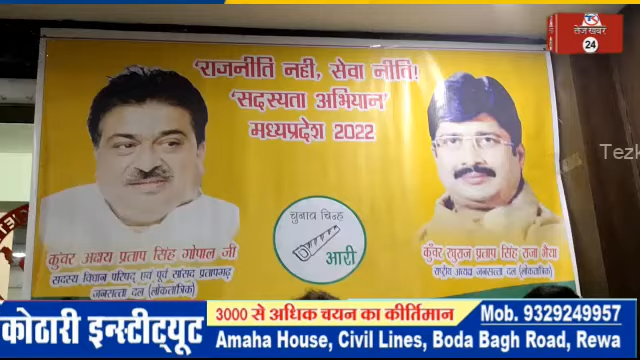 तेज खबर
24
'राजनीति नही, सेवा नीति!
'सदस्यता अभियान'
मध्यप्रदेश 2022
Tezk
चुनाव चिन्ह
आरी
कुँवर अक्षय प्रताप सिंह गोपाल जी
सदस्य विधान परिषद् एवं पूर्व सांसद प्रतापगढ़
जनसत्ता दल (लोकतांत्रिक)
कुँवर रघुराज प्रताप सिंह राजा भैया
राष्ट्रीय अध्यक्ष जनसत्ता दल (लोकतांत्रिक)
कोठारी इन्स्टीट्यूट
3000 से अधिक चयन का कीर्तिमान
Mob. 9329249957
Amaha House, Civil Lines, Boda Bagh Road, Rewa